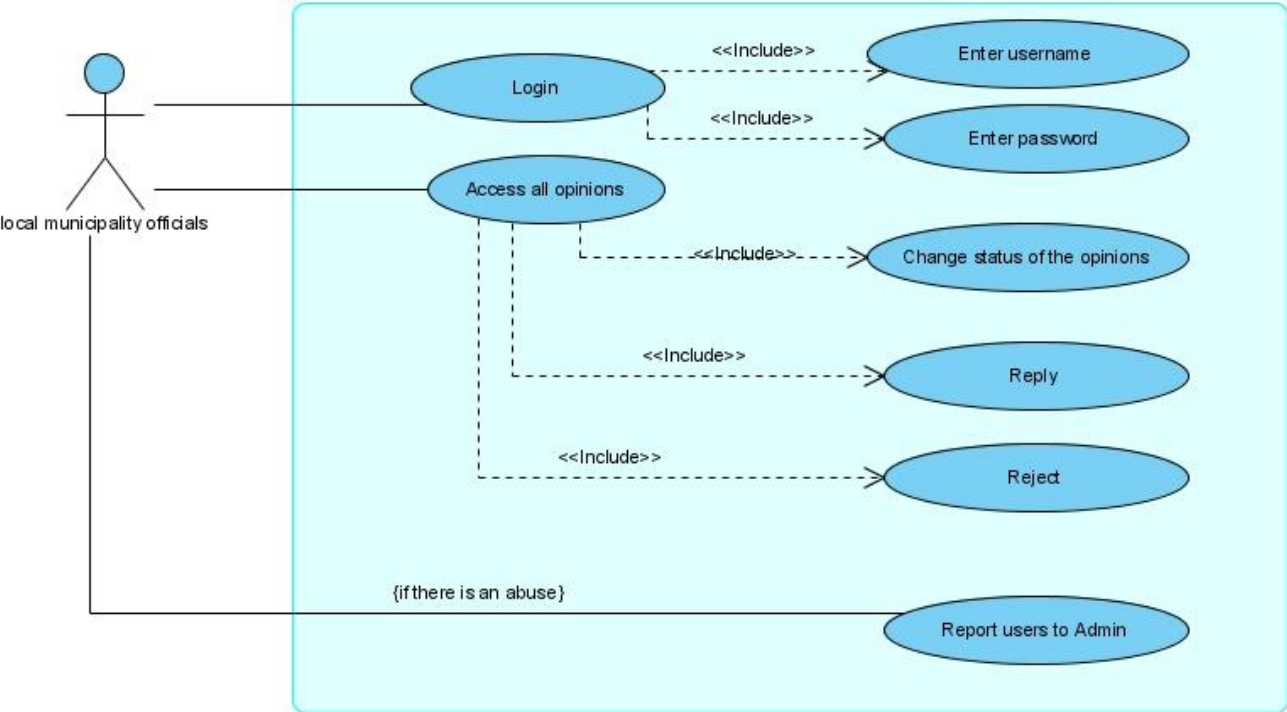 <<Include>>
Enter username
Login
<<Include>>
Enter password
Access all opinions
local municipality officials
<<Include>>
Change status of the opinions
<<Include>>
Reply
<<Include>>
Reject
{if there is an abuse}
Report users to Admin